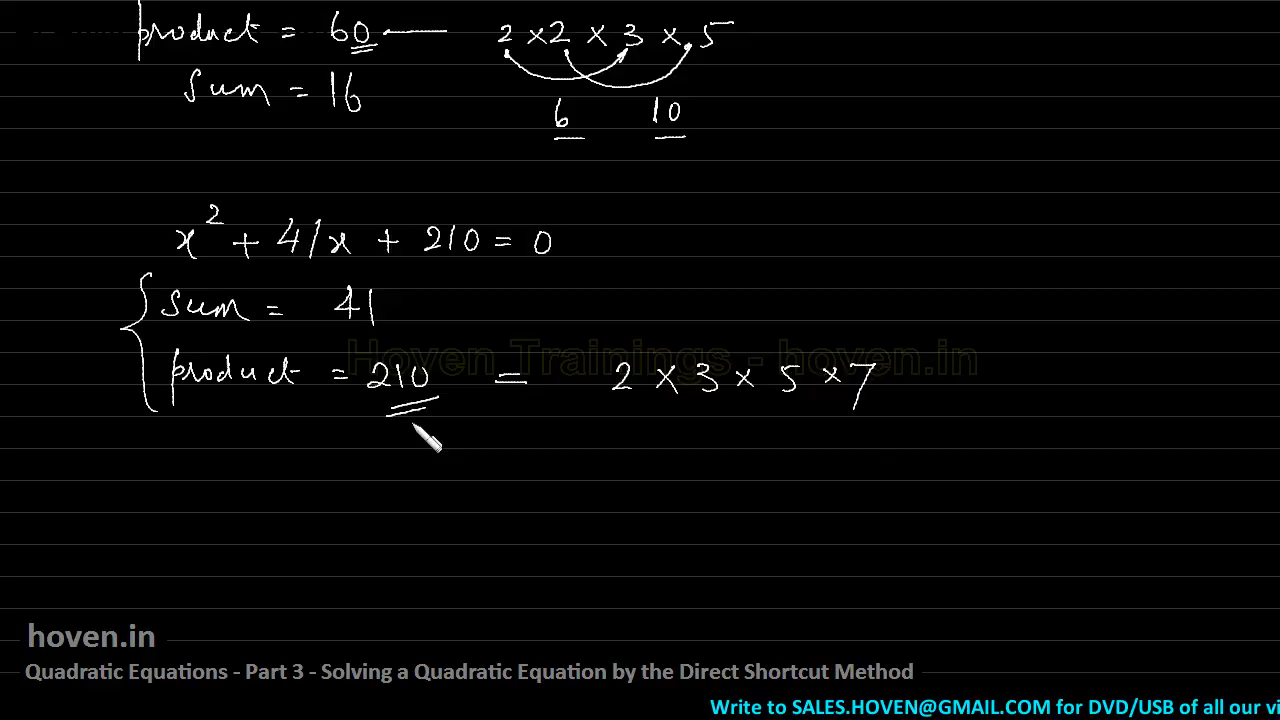 product = 60 — 2 × 2 × 3 × 5
sum = 16
6 10
x² + 41x + 210 = 0
sum = 41
Hoven Trainings - hoven.in
product = 210 = 2 × 3 × 5 × 7
hoven.in
Quadratic Equations - Part 3 - Solving a Quadratic Equation by the Direct Shortcut Method
Write to SALES.HOVEN@GMAIL.COM for DVD/USB of all our vi